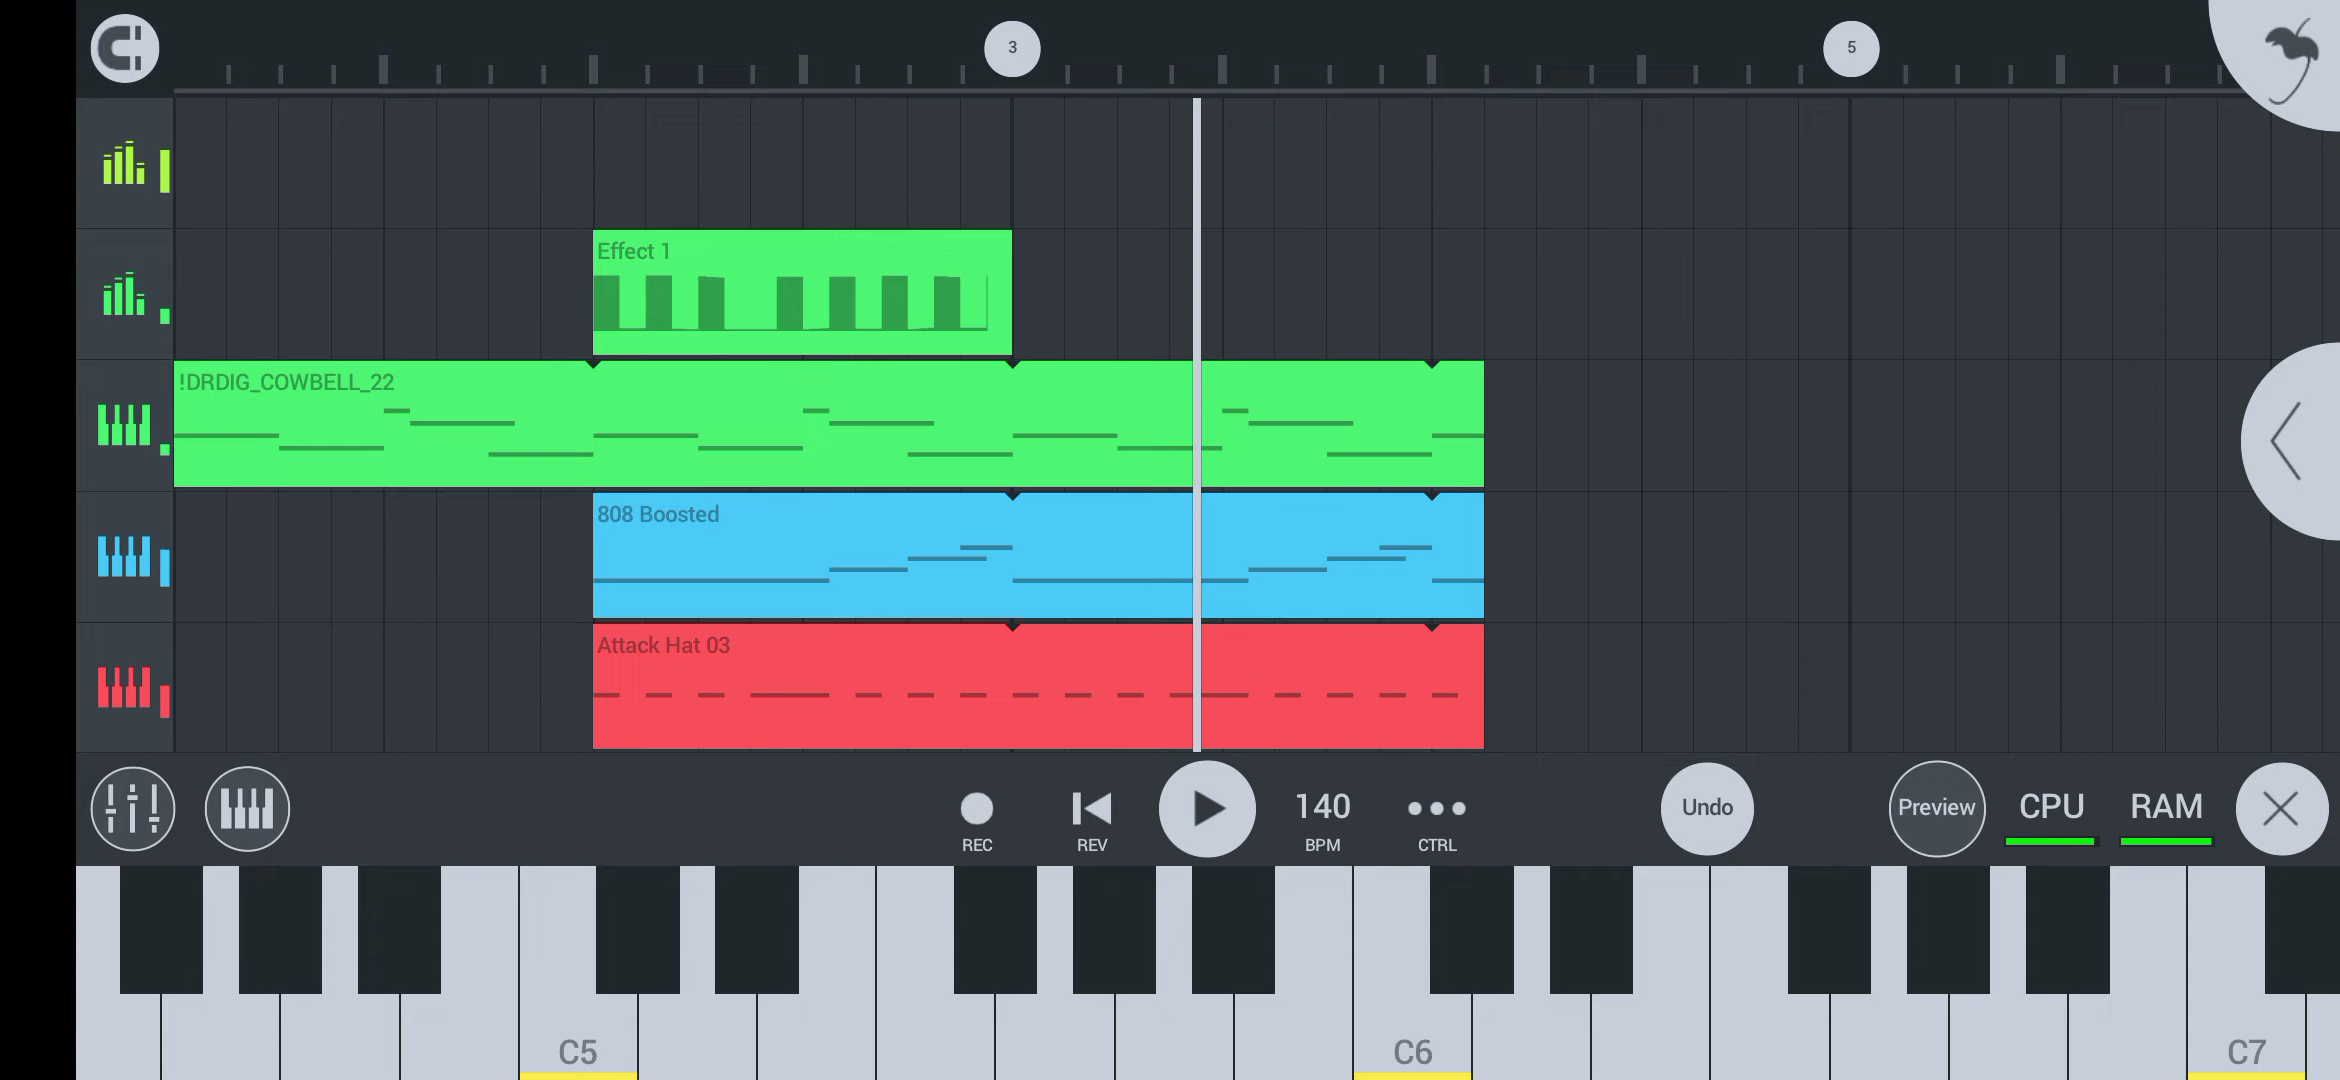 3
5
Effect 1
!DRDIG_COWBELL_22
808 Boosted
Attack Hat 03
REC
REV
140
BPM
CTRL
Undo
Preview
CPU
RAM
C5
C6
C7